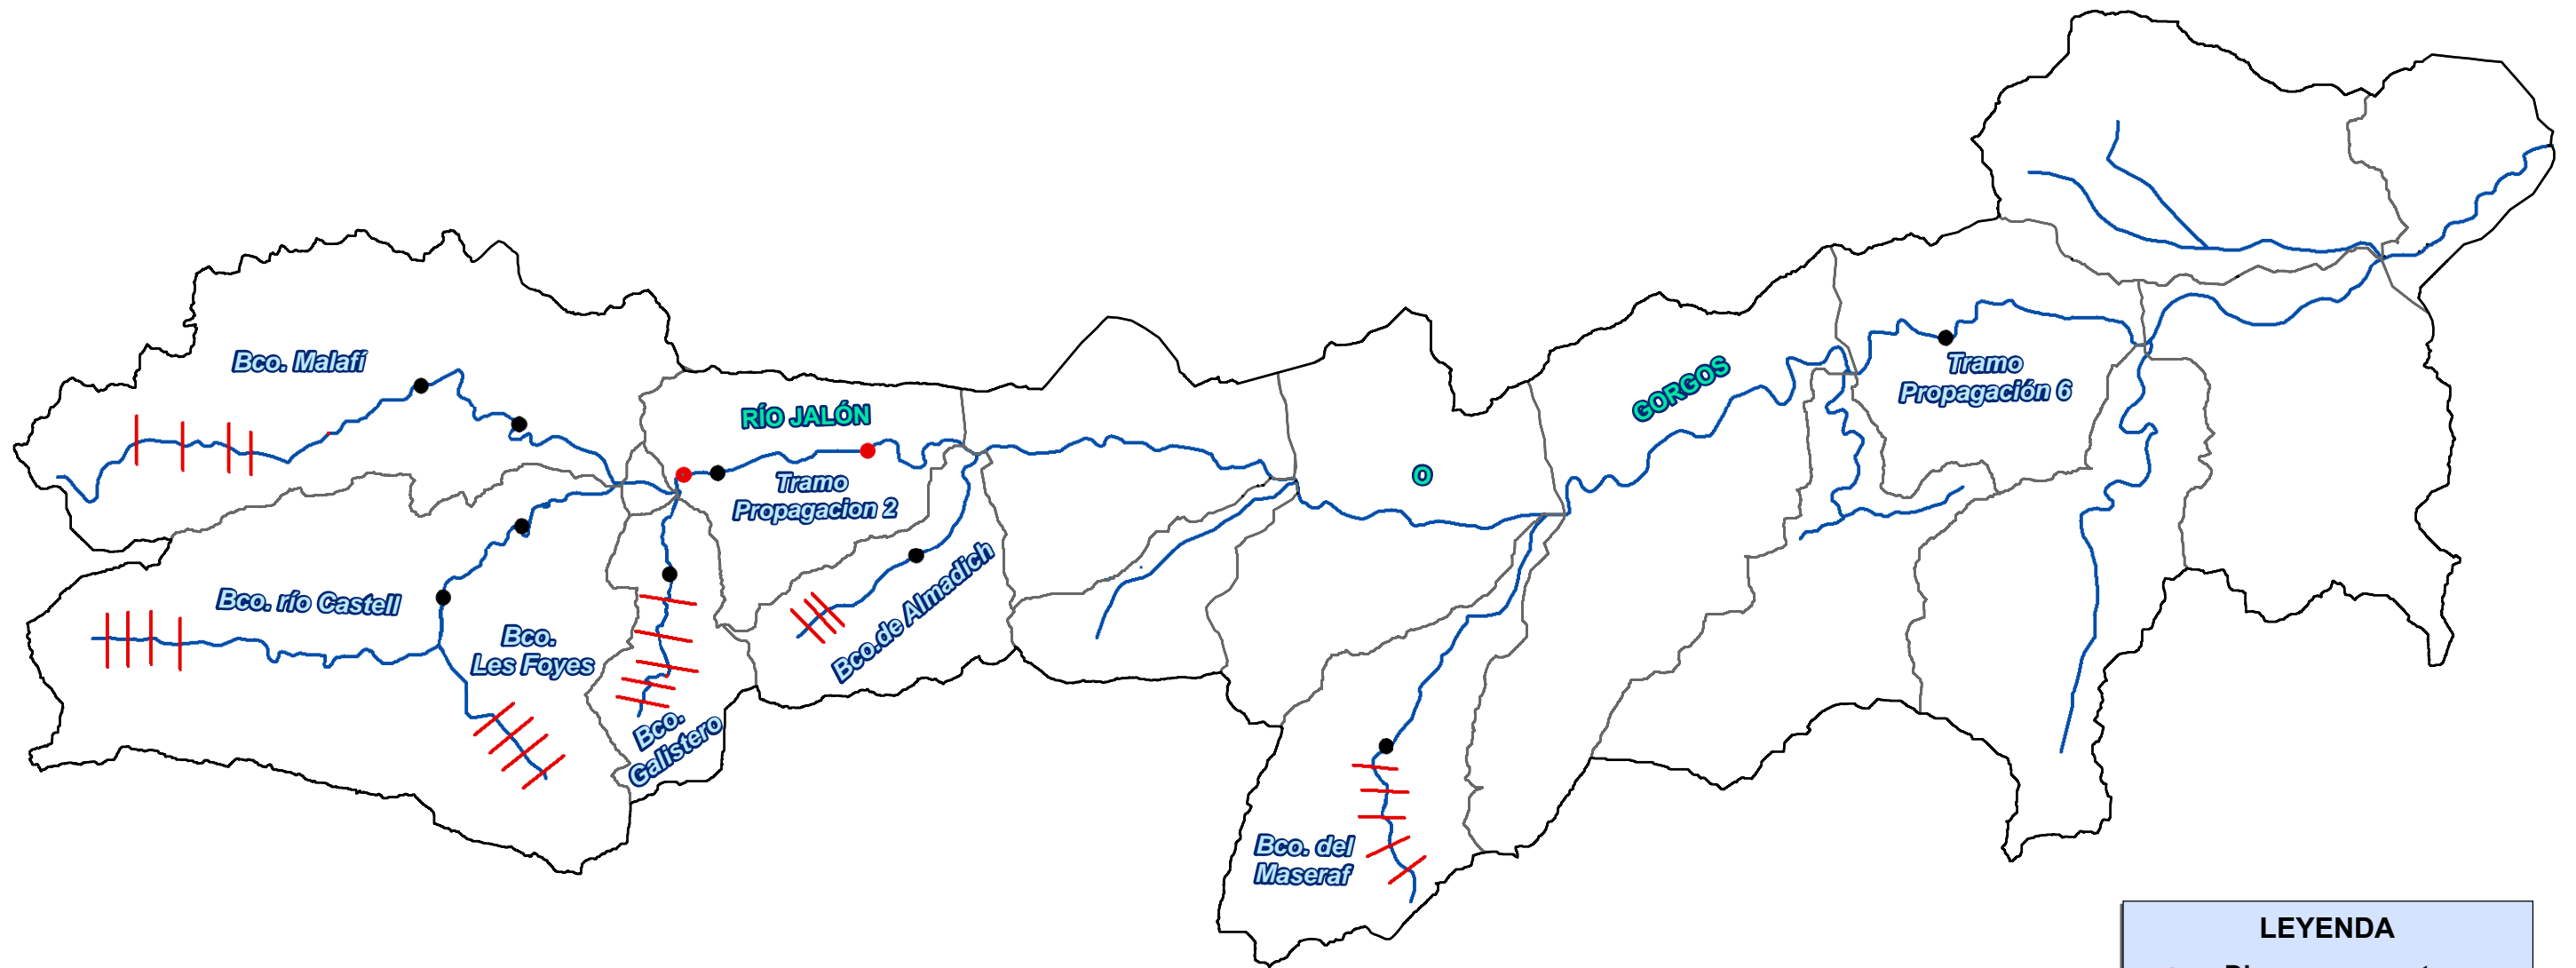 Bco. Malafí
RÍO JALÓN
GORGOS
Tramo
Propagación 6
O
Tramo
Propagacion 2
Bco. río Castell
Bco.
Les Foyes
Bco.de Almadich
Bco.
Galistero
Bco. del
Maseraf
LEYENDA